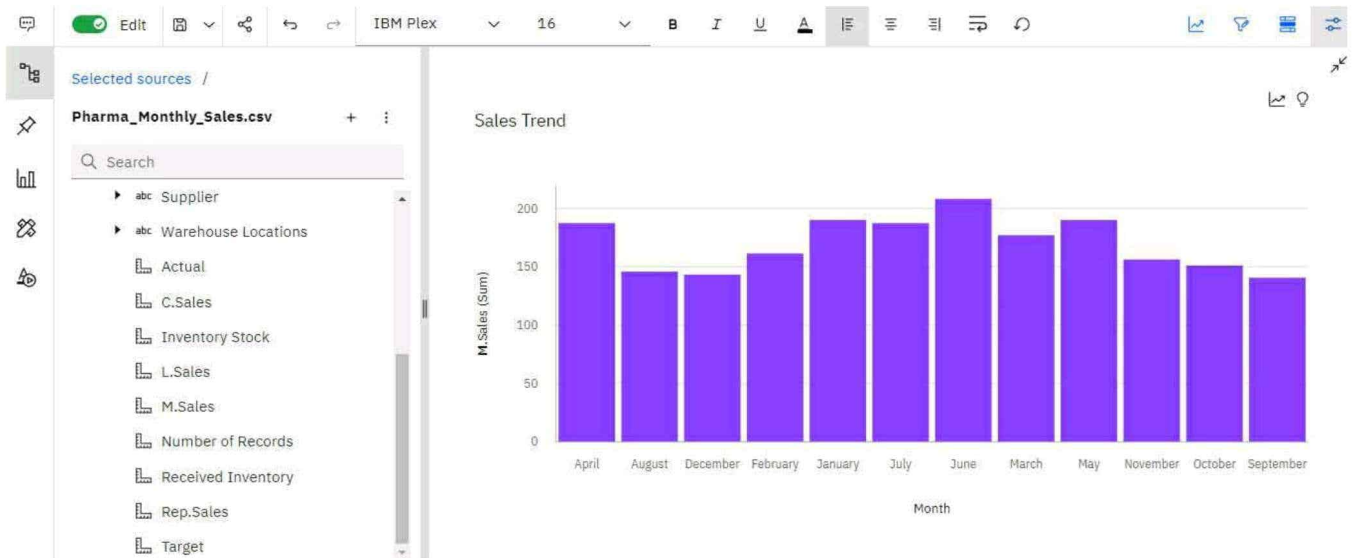 Edit
IBM Plex
16
B I U A
Selected sources /
Pharma_Monthly_Sales.csv
Search
abc Supplier
abc Warehouse Locations
Actual
C.Sales
Inventory Stock
L.Sales
M.Sales
Number of Records
Received Inventory
Rep.Sales
Target
Sales Trend
M.Sales (Sum)
200
150
100
50
0
April August December February January July June March May November October September
Month